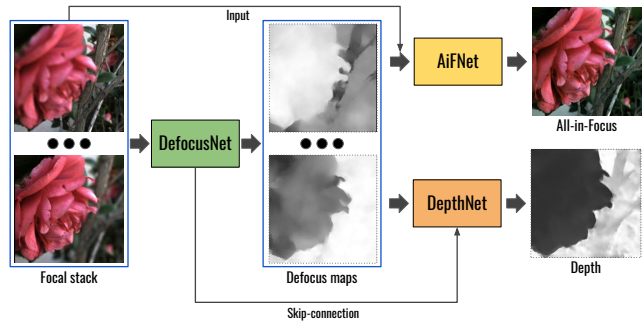 Input
AiFNet
All-in-Focus
DefocusNet
DepthNet
Focal stack
Defocus maps
Depth
Skip-connection